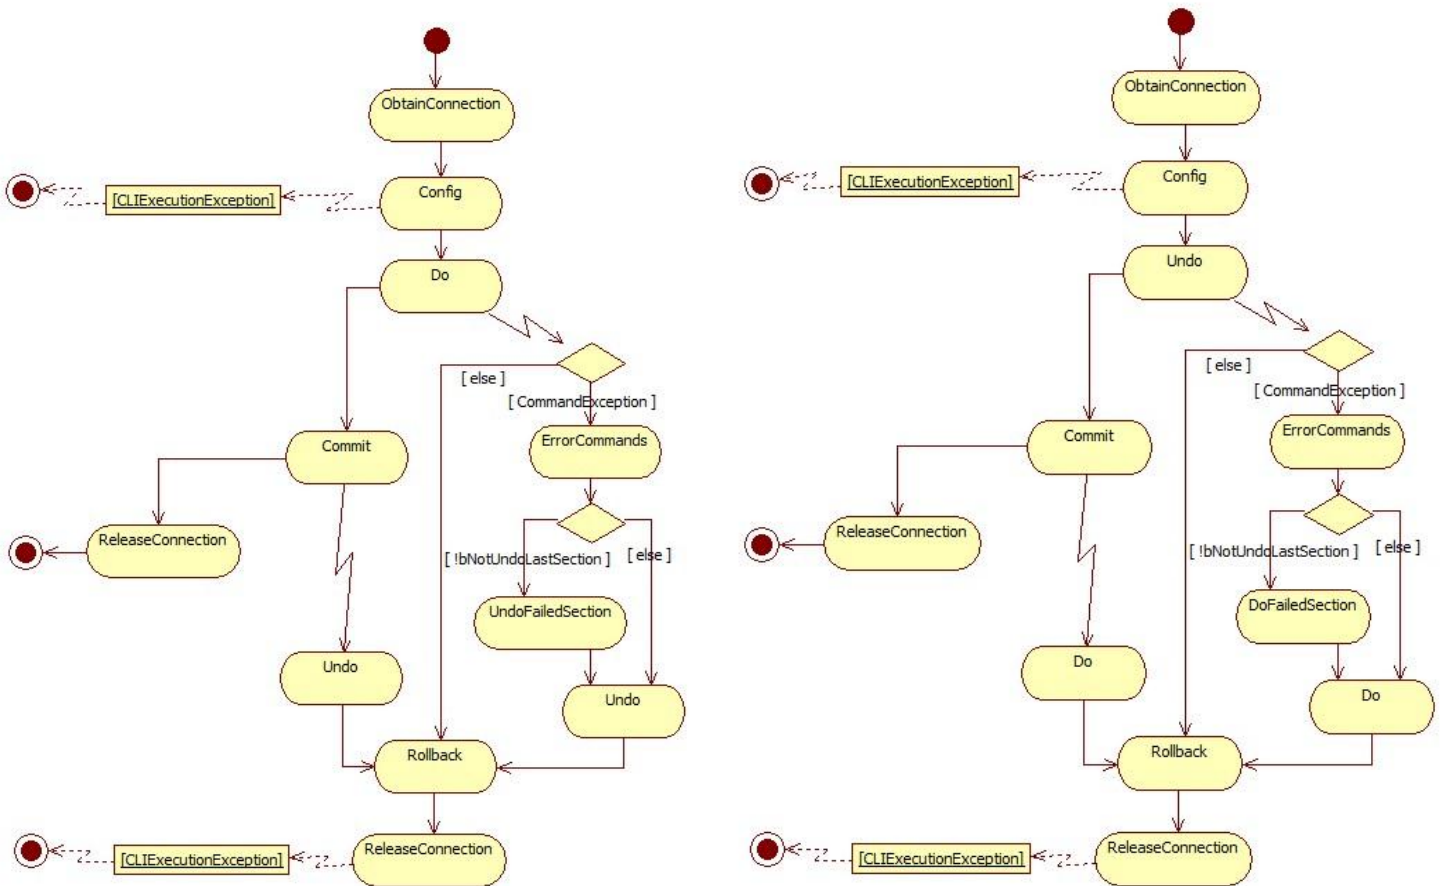 ObtainConnection
[CLIExecutionException]
Config
Do
[ else ]
[ CommandException ]
Commit
ErrorCommands
ReleaseConnection
[ !bNotUndoLastSection ]
[ else ]
UndoFailedSection
Undo
Undo
Rollback
[CLIExecutionException]
ReleaseConnection
ObtainConnection
[CLIExecutionException]
Config
Undo
[ else ]
[ CommandException ]
Commit
ErrorCommands
ReleaseConnection
[ !bNotUndoLastSection ]
[ else ]
DoFailedSection
Do
Do
Rollback
[CLIExecutionException]
ReleaseConnection